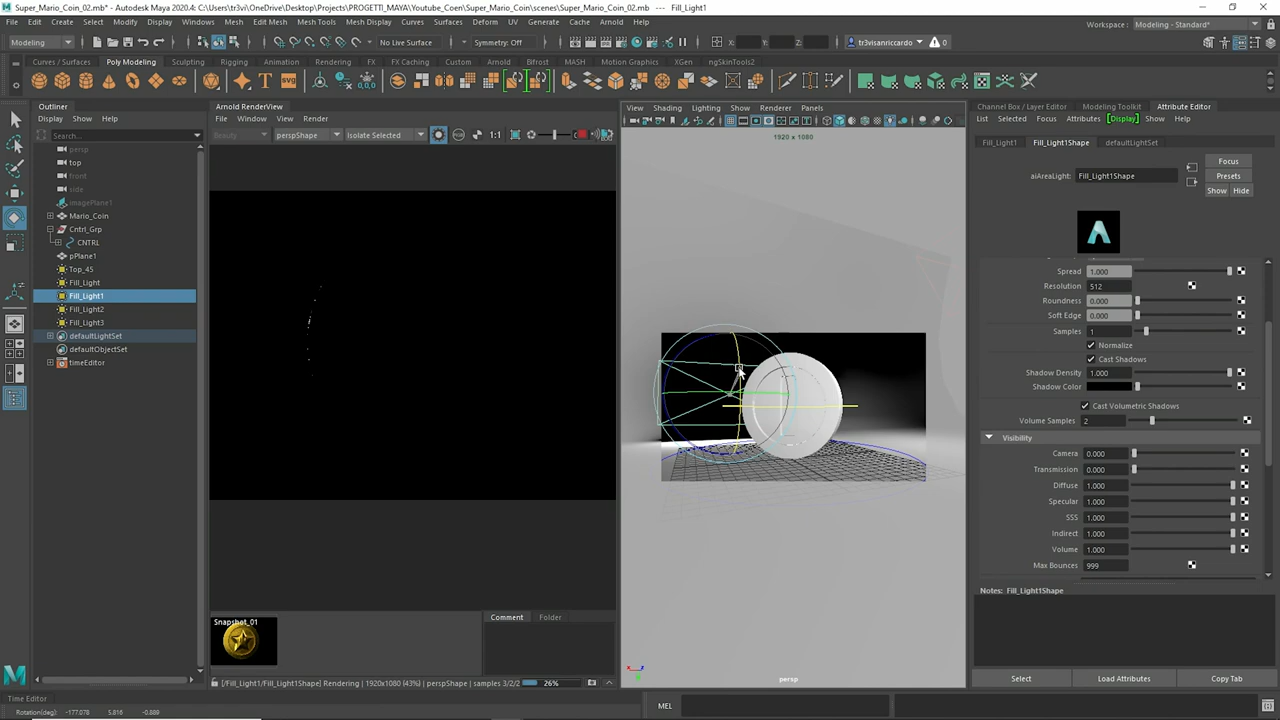 Super_Mario_Coin_02.mb* - Autodesk Maya 2020.4: C:\Users\tr3vi\OneDrive\Desktop\Projects\PROGETTI_MAYA\Youtube_Coen\Super_Mario_Coin\scenes\Super_Mario_Coin_02.mb --- Fill_Light1
File Edit Create Select Modify Display Windows Mesh Edit Mesh Mesh Tools Mesh Display Curves Surfaces Deform UV Generate Cache Arnold Help
Workspace : Modeling - Standard*
Modeling No Live Surface Symmetry: Off X: Y: Z: tr3visanriccardo 0
Curves / Surfaces Poly Modeling Sculpting Rigging Animation Rendering FX FX Caching Custom Arnold Bifrost MASH Motion Graphics XGen ngSkinTools2
Outliner
Display Show Help
Search...
persp
top
front
side
imagePlane1
Mario_Coin
Cntrl_Grp
CNTRL
pPlane1
Top_45
Fill_Light
Fill_Light1
Fill_Light2
Fill_Light3
defaultLightSet
defaultObjectSet
timeEditor
Arnold RenderView
File Window View Render
Beauty perspShape Isolate Selected 1:1
Snapshot_01
Comment Folder
[/Fill_Light1/Fill_Light1Shape] Rendering | 1920x1080 (43%) | perspShape | samples 3/2/2 26%
View Shading Lighting Show Renderer Panels
1920 x 1080
persp
Channel Box / Layer Editor Modeling Toolkit Attribute Editor
List Selected Focus Attributes [Display] Show Help
Fill_Light1 Fill_Light1Shape defaultLightSet
aiAreaLight: Fill_Light1Shape
Focus
Presets
Show Hide
Spread 1.000
Resolution 512
Roundness 0.000
Soft Edge 0.000
Samples 1
Normalize
Cast Shadows
Shadow Density 1.000
Shadow Color
Cast Volumetric Shadows
Volume Samples 2
Visibility
Camera 0.000
Transmission 0.000
Diffuse 1.000
Specular 1.000
SSS 1.000
Indirect 1.000
Volume 1.000
Max Bounces 999
Notes: Fill_Light1Shape
Select Load Attributes Copy Tab
Time Editor
MEL
Rotation(deg): -177.078 5.816 -0.889